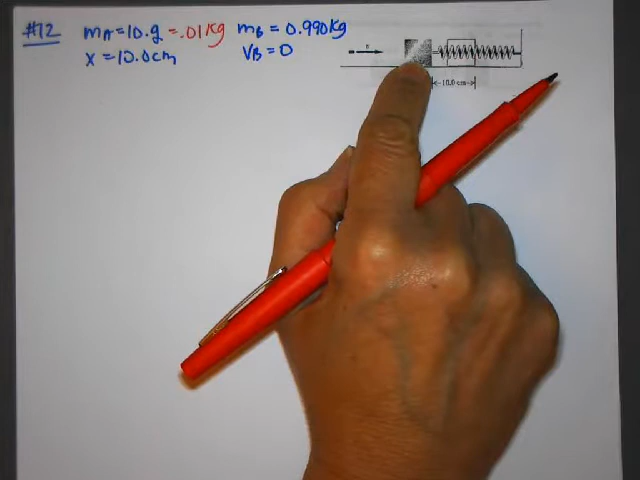 #12 mA=10.g =.01kg mB=0.990kg
x=10.0cm vB=0
v
10.0 cm